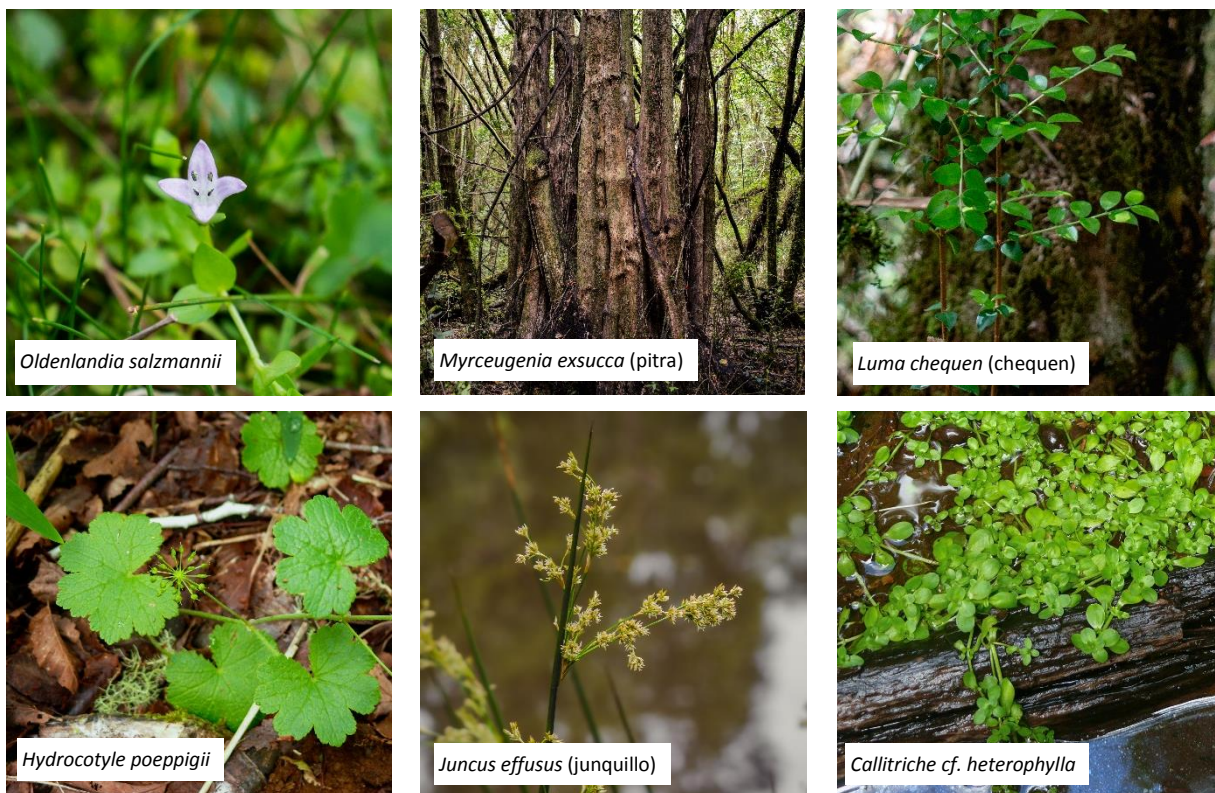 Oldenlandia salzmannii
Myrceugenia exsucca (pitra)
Luma chequen (chequen)
Hydrocotyle poeppigii
Juncus effusus (junquillo)
Callitriche cf. heterophylla